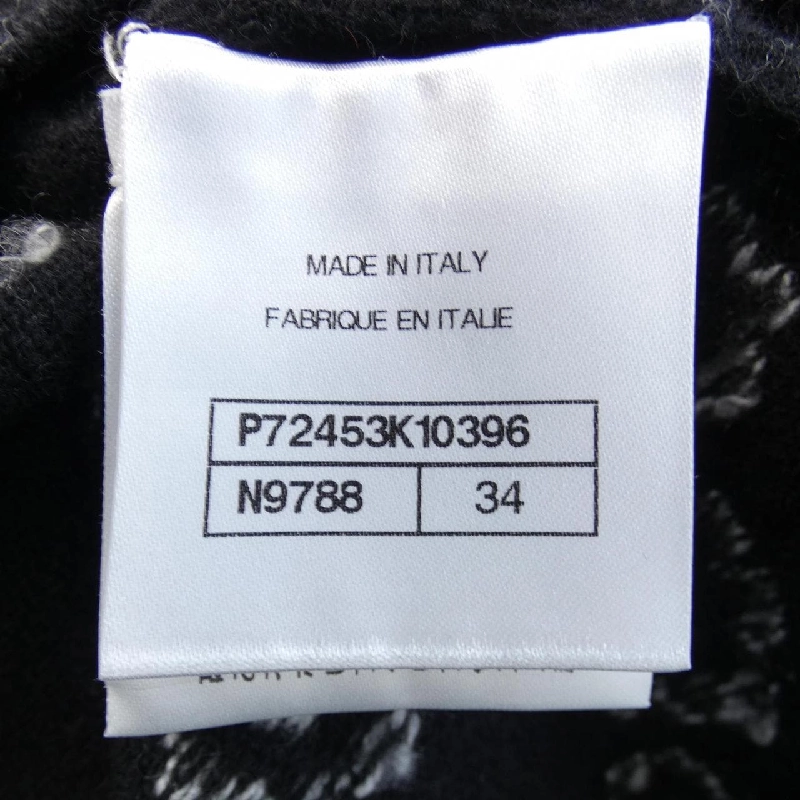 MADE IN ITALY
FABRIQUE EN ITALIE
P72453K10396
N9788 34